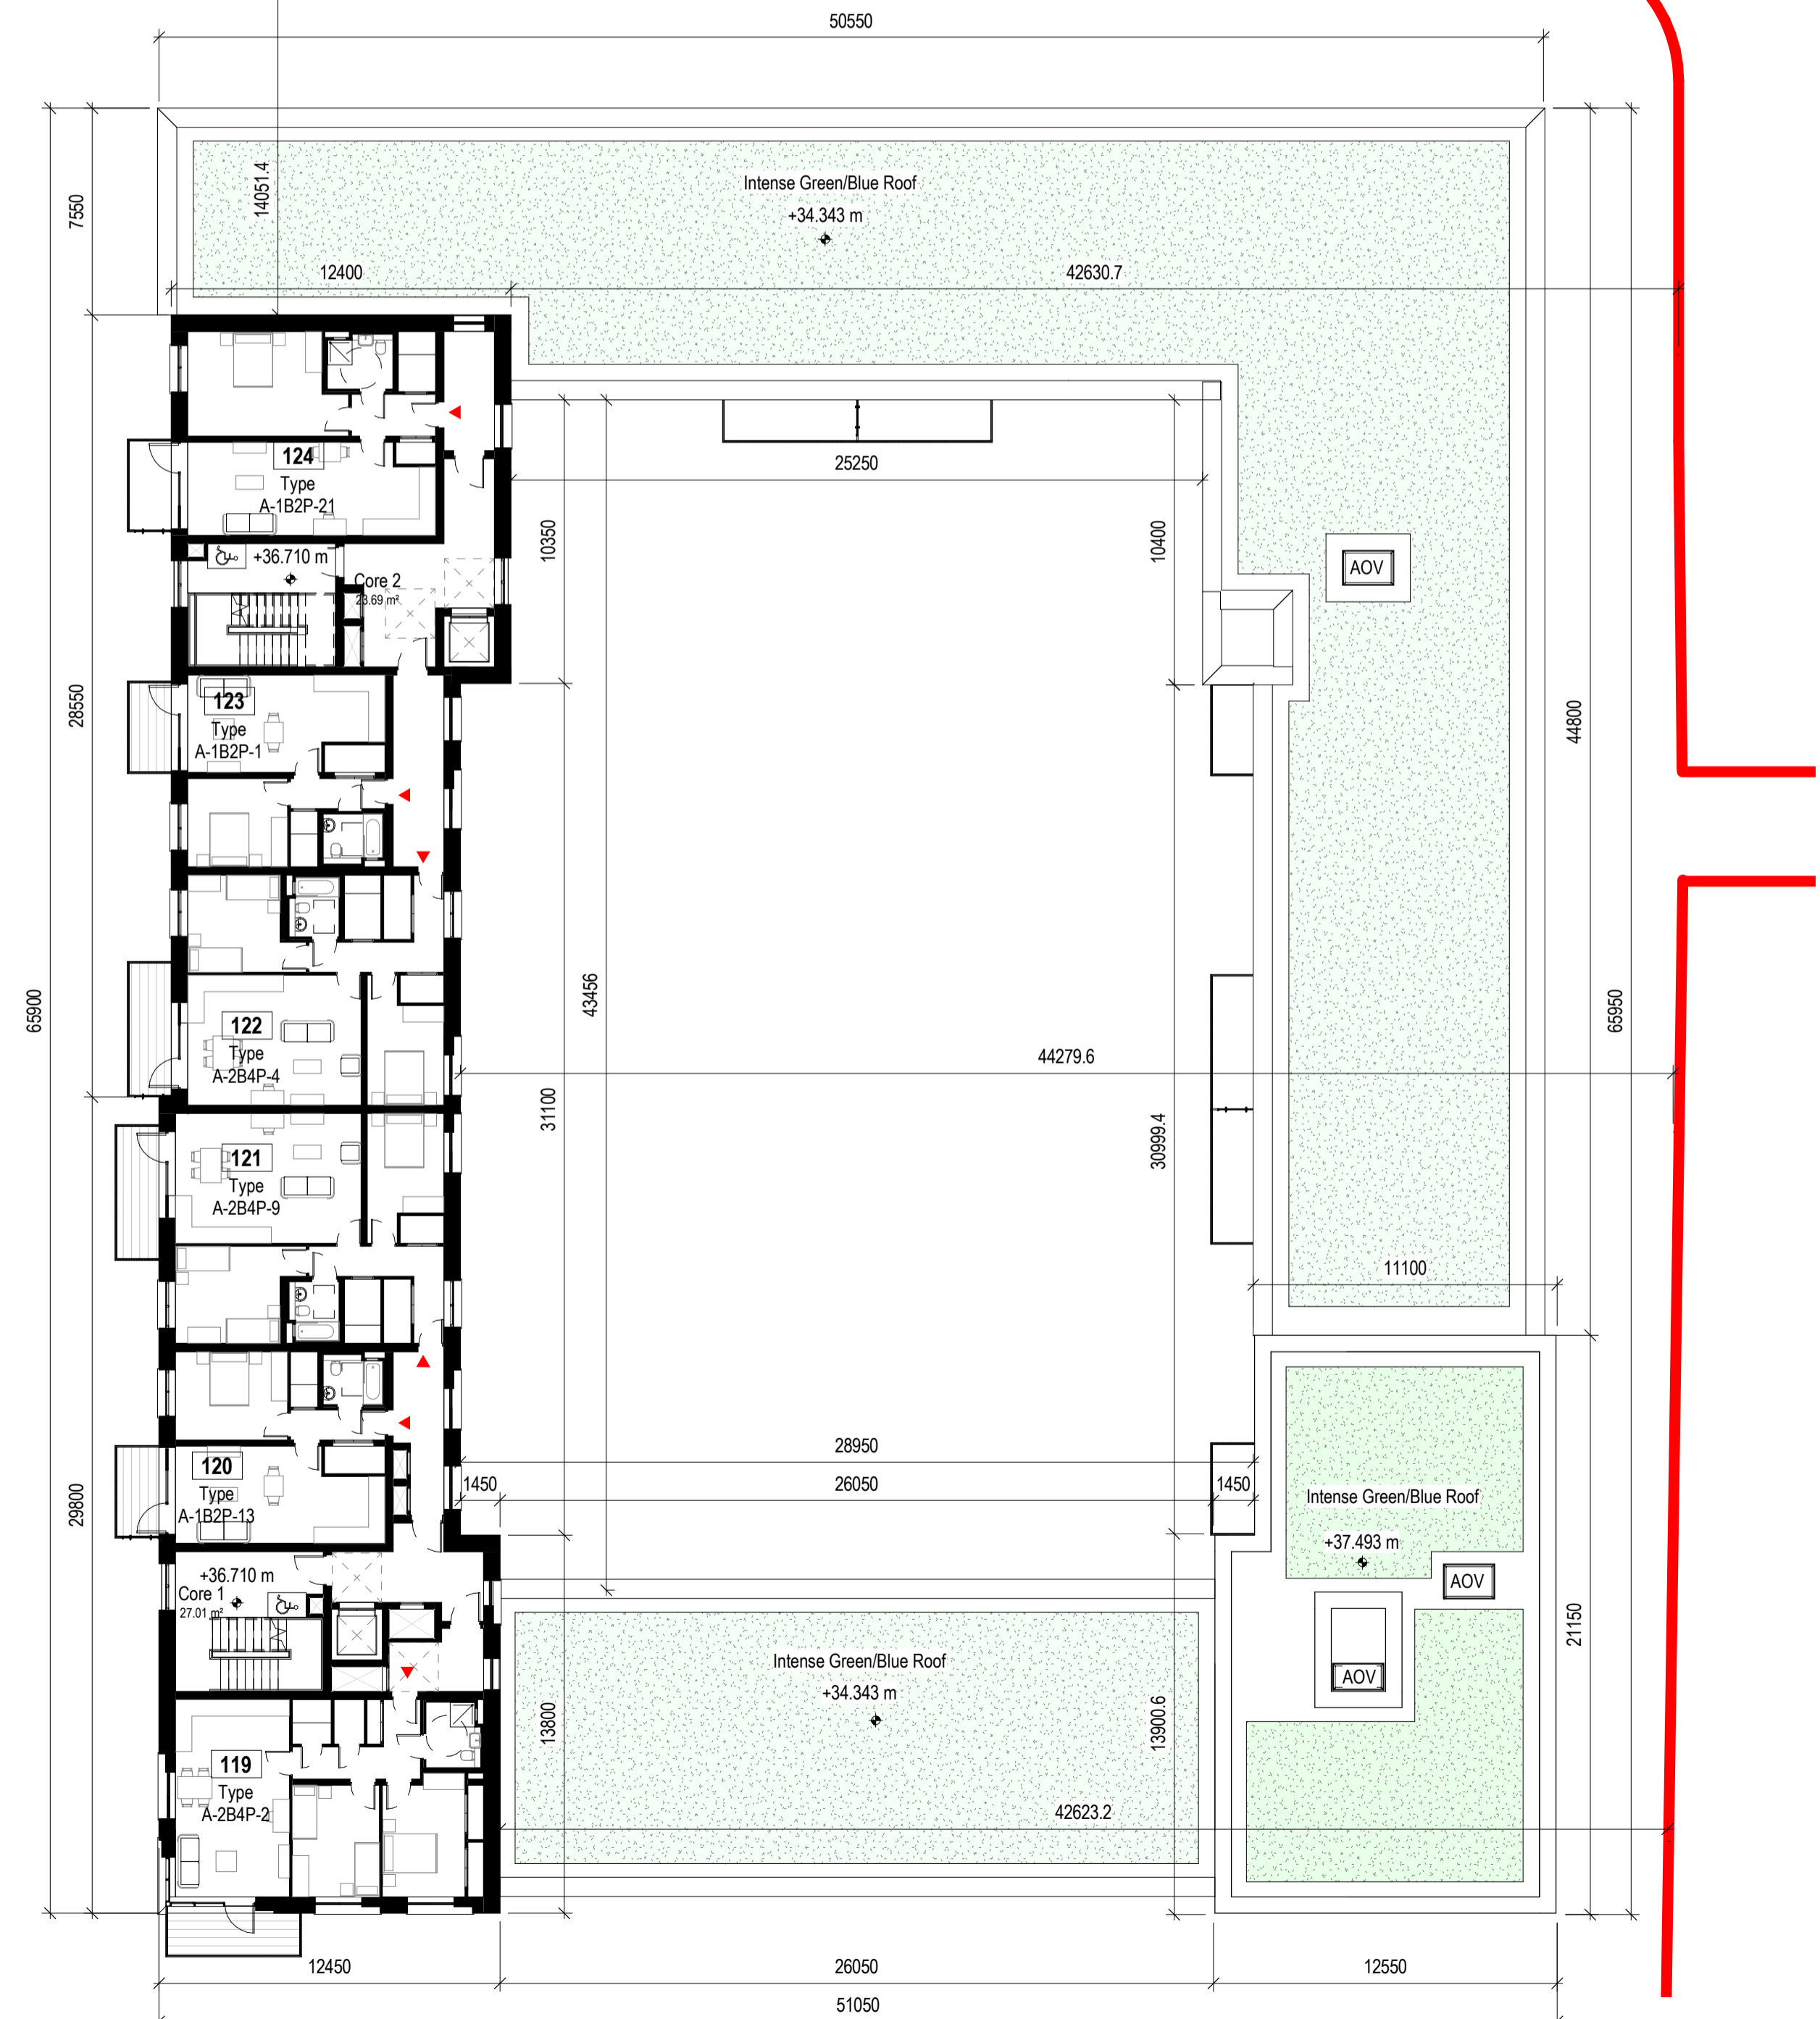 50550
14051.4
7550
Intense Green/Blue Roof
+34.343 m
12400
42630.7
124
Type
A-1B2P-21
25250
10350
10400
+36.710 m
Core 2
23.69 m²
AOV
123
Type
A-1B2P-1
28550
44800
65900
43456
65950
122
Type
A-2B4P-4
44279.6
31100
30999.4
121
Type
A-2B4P-9
11100
28950
1450
26050
1450
120
Type
A-1B2P-13
29800
Intense Green/Blue Roof
+37.493 m
AOV
+36.710 m
Core 1
27.01 m²
21150
Intense Green/Blue Roof
+34.343 m
AOV
13800
13900.6
119
Type
A-2B4P-2
42623.2
12450
26050
12550
51050